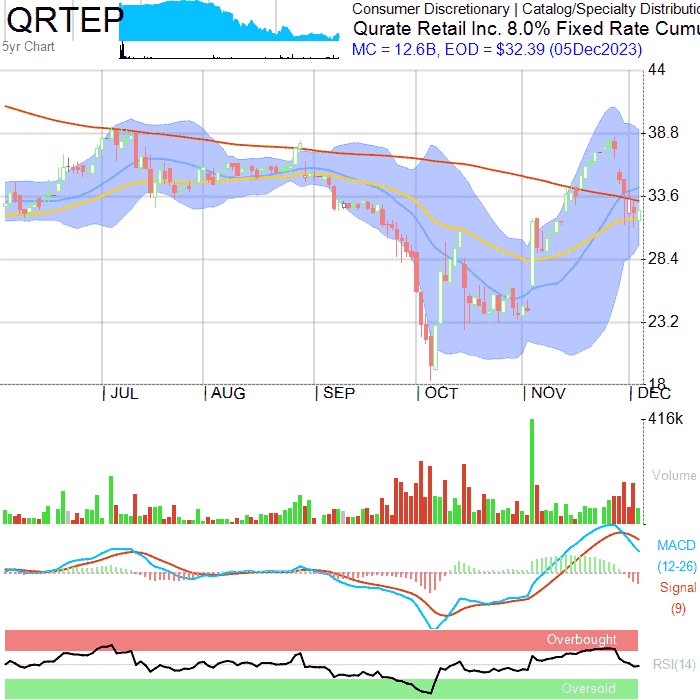 QRTEP
5yr Chart
Consumer Discretionary | Catalog/Specialty Distributio
Qurate Retail Inc. 8.0% Fixed Rate Cumu
MC = 12.6B, EOD = $32.39 (05Dec2023)
44
38.8
33.6
28.4
23.2
18
JUL AUG SEP OCT NOV DEC
416k
Volume
MACD
(12-26)
Signal
(9)
Overbought
RSI(14)
Oversold